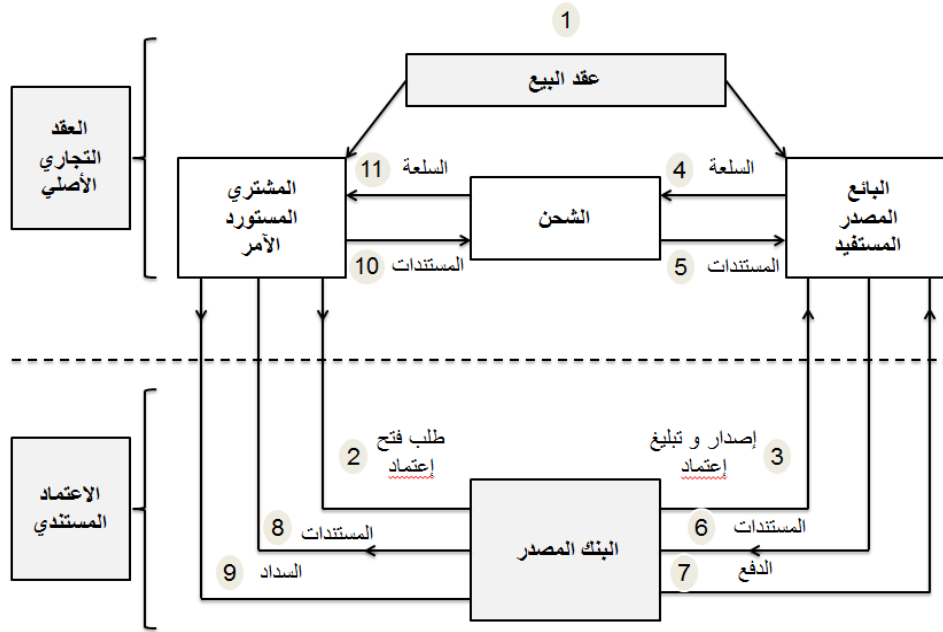 1
عقد البيع
العقد
التجاري
الأصلي
المشتري
المستورد
الآمر
11
السلعة
الشحن
4
السلعة
البائع
المصدر
المستفيد
10
المستندات
5
المستندات
2
طلب فتح
إعتماد
إصدار و تبليغ
إعتماد
3
الاعتماد
المستندي
البنك المصدر
6
المستندات
8
المستندات
7
الدفع
9
السداد